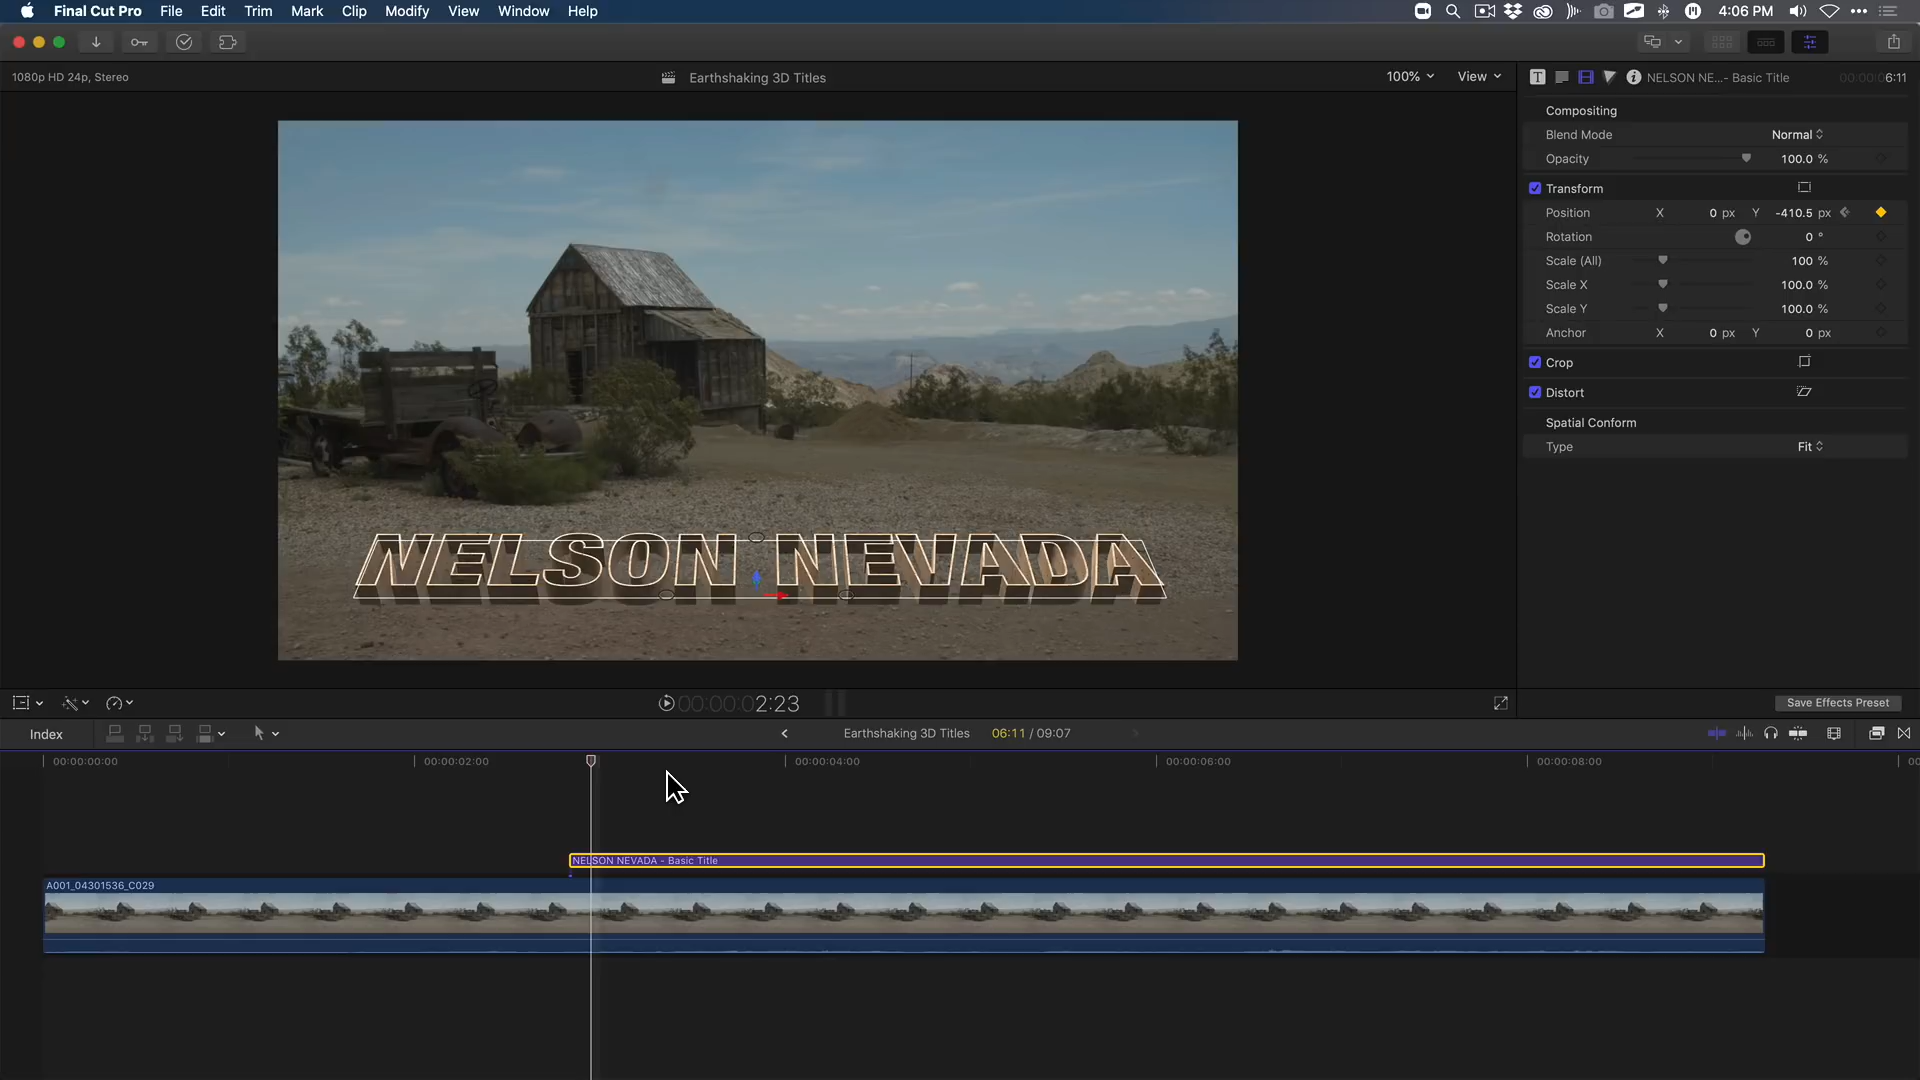 Final Cut Pro File Edit Trim Mark Clip Modify View Window Help 4:06 PM
1080p HD 24p, Stereo
Earthshaking 3D Titles
100%
View
NELSON NE...- Basic Title
00:00:06:11
Compositing
Blend Mode Normal
Opacity 100.0 %
Transform
Position X 0 px Y -410.5 px
Rotation 0 °
Scale (All) 100 %
Scale X 100.0 %
Scale Y 100.0 %
Anchor X 0 px Y 0 px
Crop
Distort
Spatial Conform
Type Fit
NELSON NEVADA
00:00:02:23
Save Effects Preset
Index
Earthshaking 3D Titles 06:11 / 09:07
00:00:00:00 00:00:02:00 00:00:04:00 00:00:06:00 00:00:08:00 00
NELSON NEVADA - Basic Title
A001_04301536_C029